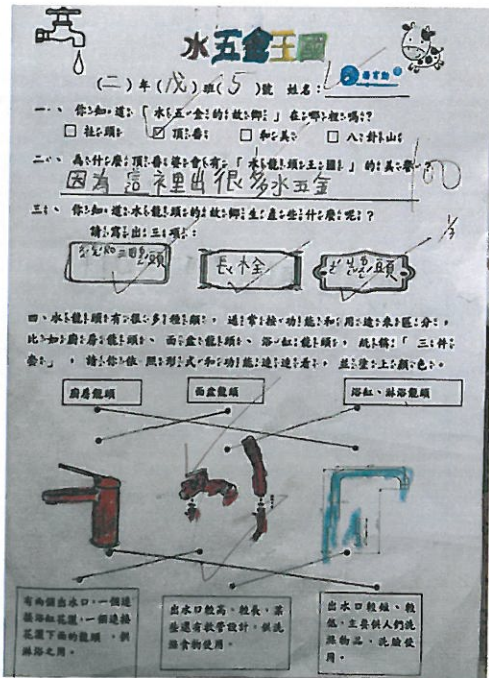 水五金王國
(二)年(戊)班(5)號 姓名:
一、你知道「水五金的故鄉」在哪裡嗎?
□社頭 ☑頂番 □和美 □八卦山
二、為什麼頂番婆會有「水龍頭王國」的美譽?
因為這裡出很多水五金
三、你知道水龍頭的故鄉生產些什麼呢?
請寫出三項:
長栓
四、水龍頭有很多種類,通常按功能和用途來區分,
比如廚房龍頭、面盆龍頭、浴缸龍頭,統稱「三件
套」,請你依照形式和功能連連看,並塗上顏色。
廚房龍頭 面盆龍頭 浴缸、淋浴龍頭
有兩個出水口,一個連
接浴缸花灑,一個連接
花灑下面的龍頭,供
淋浴之用。
出水口較高、較長,某
些還有軟管設計,供洗
滌食物使用。
出水口較短、較
低,主要供人們洗
滌物品、洗臉使
用。